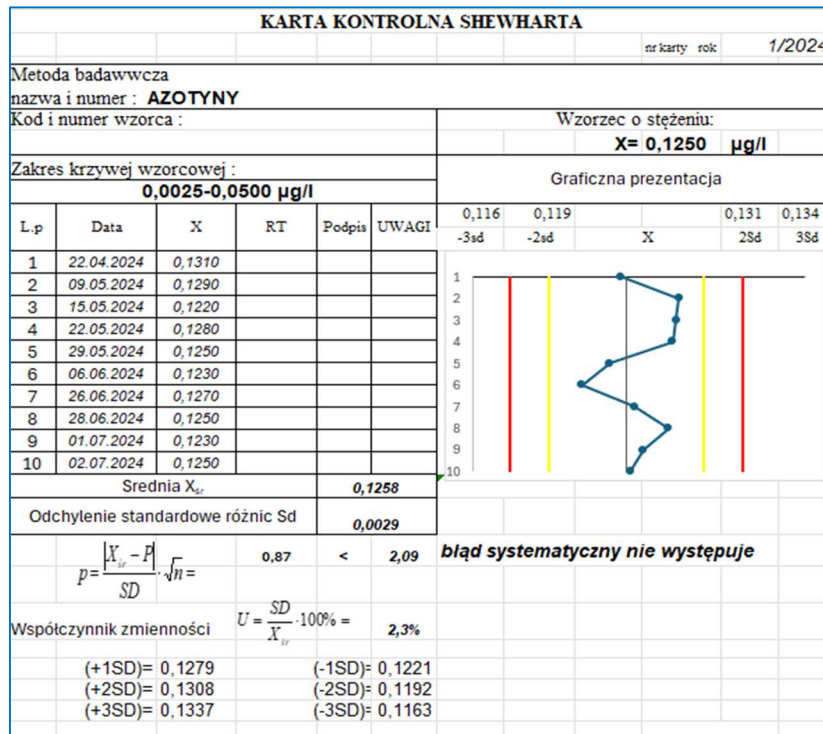 KARTA KONTROLNA SHEWHARTA
nr karty rok 1/2024
Metoda badawwcza
nazwa i numer : AZOTYNY
Kod i numer wzorca :
Wzorzec o stężeniu:
X= 0,1250 µg/l
Zakres krzywej wzorcowej :
0,0025-0,0500 µg/l
Graficzna prezentacja
L.p Data X RT Podpis UWAGI
0,116 0,119 0,131 0,134
-3sd -2sd X 2Sd 3Sd
1 22.04.2024 0,1310
2 09.05.2024 0,1290
3 15.05.2024 0,1220
4 22.05.2024 0,1280
5 29.05.2024 0,1250
6 06.06.2024 0,1230
7 26.06.2024 0,1270
8 28.06.2024 0,1250
9 01.07.2024 0,1230
10 02.07.2024 0,1250
1
2
3
4
5
6
7
8
9
10
Srednia Xśr 0,1258
Odchylenie standardowe różnic Sd 0,0029
p = |Xśr − P| / SD · √n = 0,87 < 2,09 błąd systematyczny nie występuje
Współczynnik zmienności U = SD / Xśr · 100% = 2,3%
(+1SD)= 0,1279 (-1SD)= 0,1221
(+2SD)= 0,1308 (-2SD)= 0,1192
(+3SD)= 0,1337 (-3SD)= 0,1163